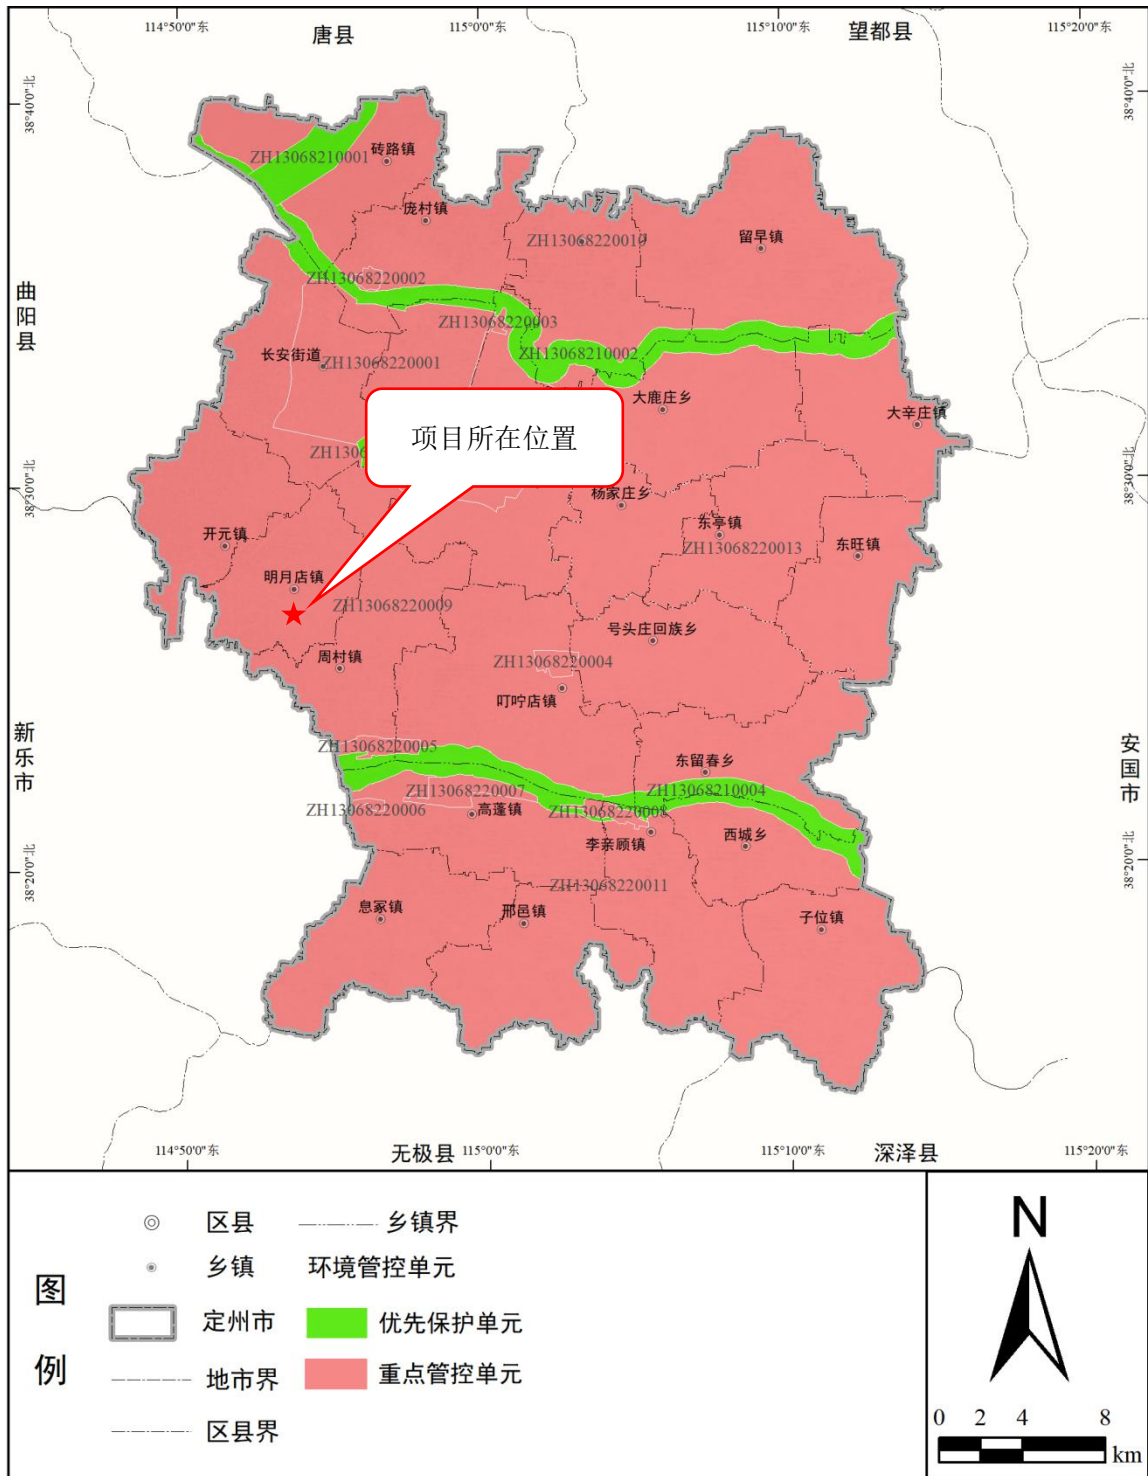 114°50'0"东
115°0'0"东
115°10'0"东
115°20'0"东
唐县
望都县
38°40'0"北
38°40'0"北
ZH13068210001
砖路镇
庞村镇
ZH13068220010
留早镇
ZH13068220002
曲阳县
ZH13068220003
长安街道
ZH13068220001
ZH13068210002
大鹿庄乡
大辛庄镇
项目所在位置
38°30'0"北
38°30'0"北
杨家庄乡
开元镇
东亭镇
ZH13068220013
东旺镇
明月店镇
ZH13068220009
号头庄回族乡
周村镇
ZH13068220004
叮咛店镇
新乐市
安国市
ZH13068220005
东留春乡
ZH13068220007
ZH13068210004
ZH13068220006
高蓬镇
ZH13068220008
李亲顾镇
西城乡
38°20'0"北
38°20'0"北
ZH13068220011
息冢镇
邢邑镇
子位镇
114°50'0"东
无极县
115°0'0"东
115°10'0"东
深泽县
115°20'0"东
图例
区县
乡镇界
乡镇
环境管控单元
定州市
优先保护单元
地市界
重点管控单元
区县界
N
0 2 4 8
km